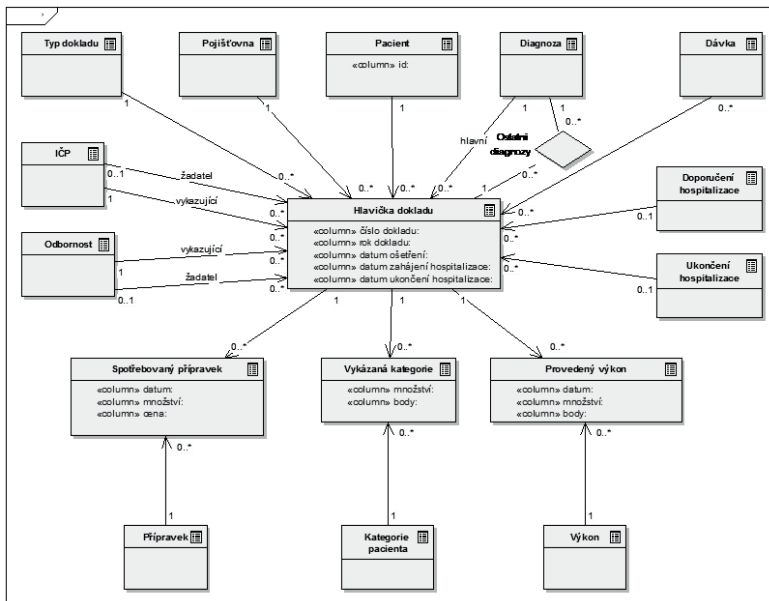 Typ dokladu
Pojišťovna
Pacient
«column» id:
Diagnoza
Dávka
1
1
1
1
1
0..*
0..*
hlavní
Ostatní
diagnozy
IČP
0..1
1
žadatel
vykazující
0..*
0..*
0..*
0..*
0..*
1
0..*
0..*
0..*
0..*
Doporučení
hospitalizace
0..1
Hlavička dokladu
«column» číslo dokladu:
«column» rok dokladu:
«column» datum ošetření:
«column» datum zahájení hospitalizace:
«column» datum ukončení hospitalizace:
Odbornost
1
0..1
vykazující
žadatel
0..*
0..*
0..*
0..*
Ukončení
hospitalizace
0..1
1
1
1
0..*
0..*
0..*
Spotřebovaný přípravek
«column» datum:
«column» množství:
«column» cena:
Vykázaná kategorie
«column» množství:
«column» body:
Provedený výkon
«column» datum:
«column» množství:
«column» body:
0..*
0..*
0..*
1
1
1
Přípravek
Kategorie
pacienta
Výkon